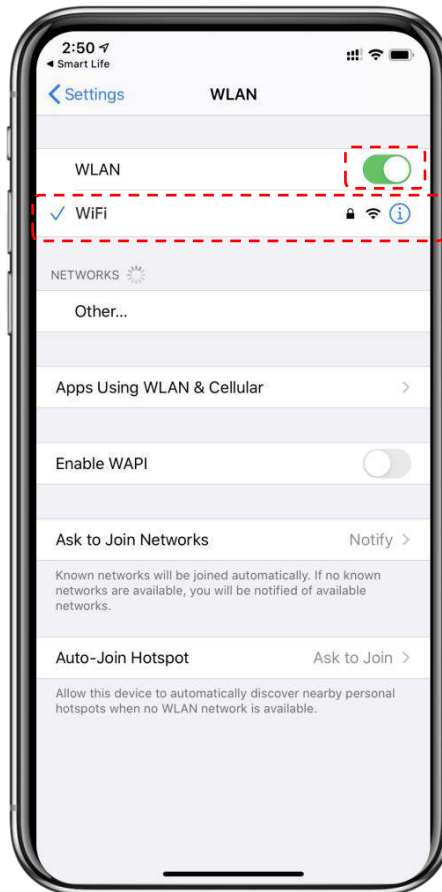 2:50
Smart Life
Settings WLAN
WLAN
WiFi
NETWORKS
Other...
Apps Using WLAN & Cellular
Enable WAPI
Ask to Join Networks Notify
Known networks will be joined automatically. If no known
networks are available, you will be notified of available
networks.
Auto-Join Hotspot Ask to Join
Allow this device to automatically discover nearby personal
hotspots when no WLAN network is available.